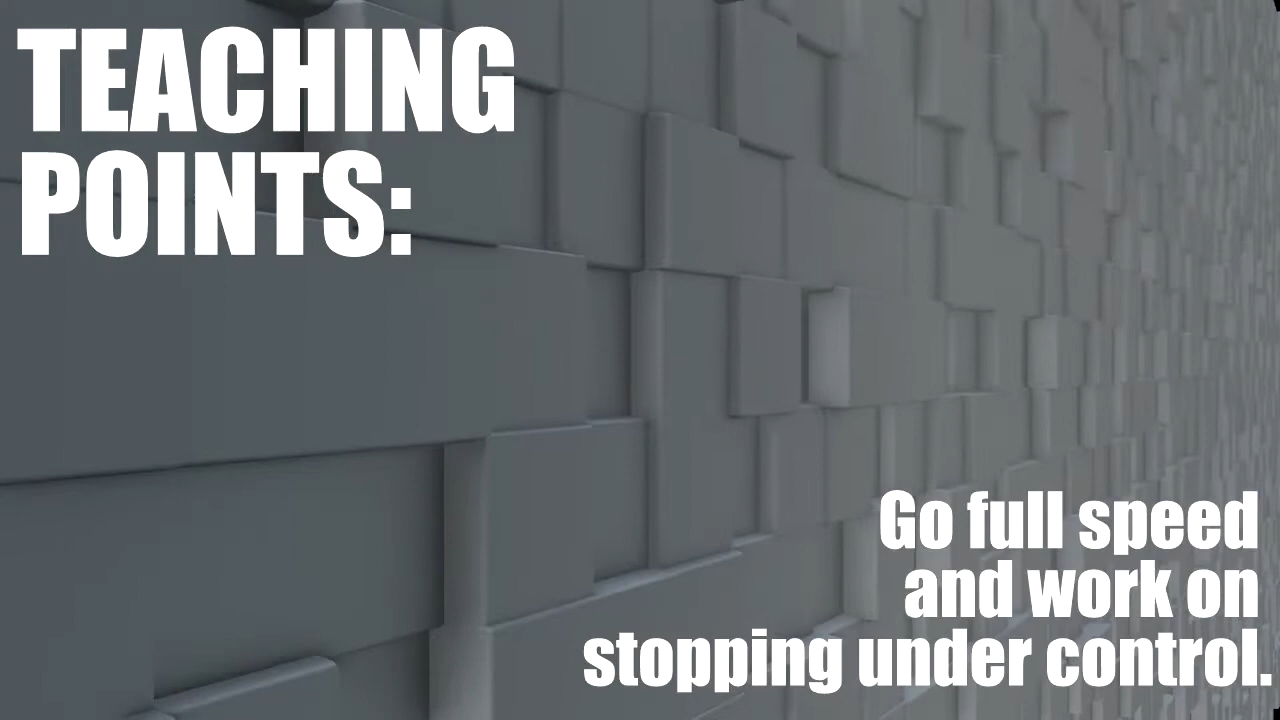 TEACHING
POINTS:
Go full speed
and work on
stopping under control.